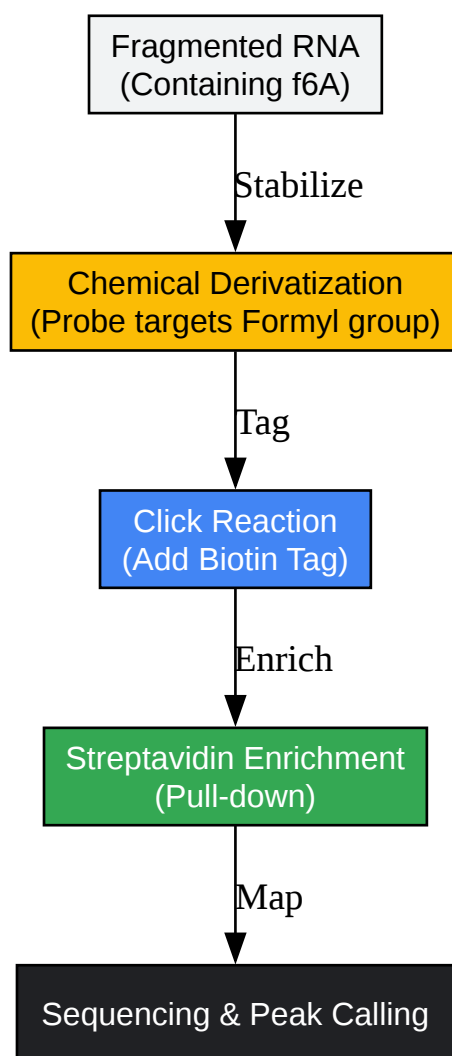 Fragmented RNA
(Containing f6A)
Stabilize
Chemical Derivatization
(Probe targets Formyl group)
Tag
Click Reaction
(Add Biotin Tag)
Enrich
Streptavidin Enrichment
(Pull-down)
Map
Sequencing & Peak Calling